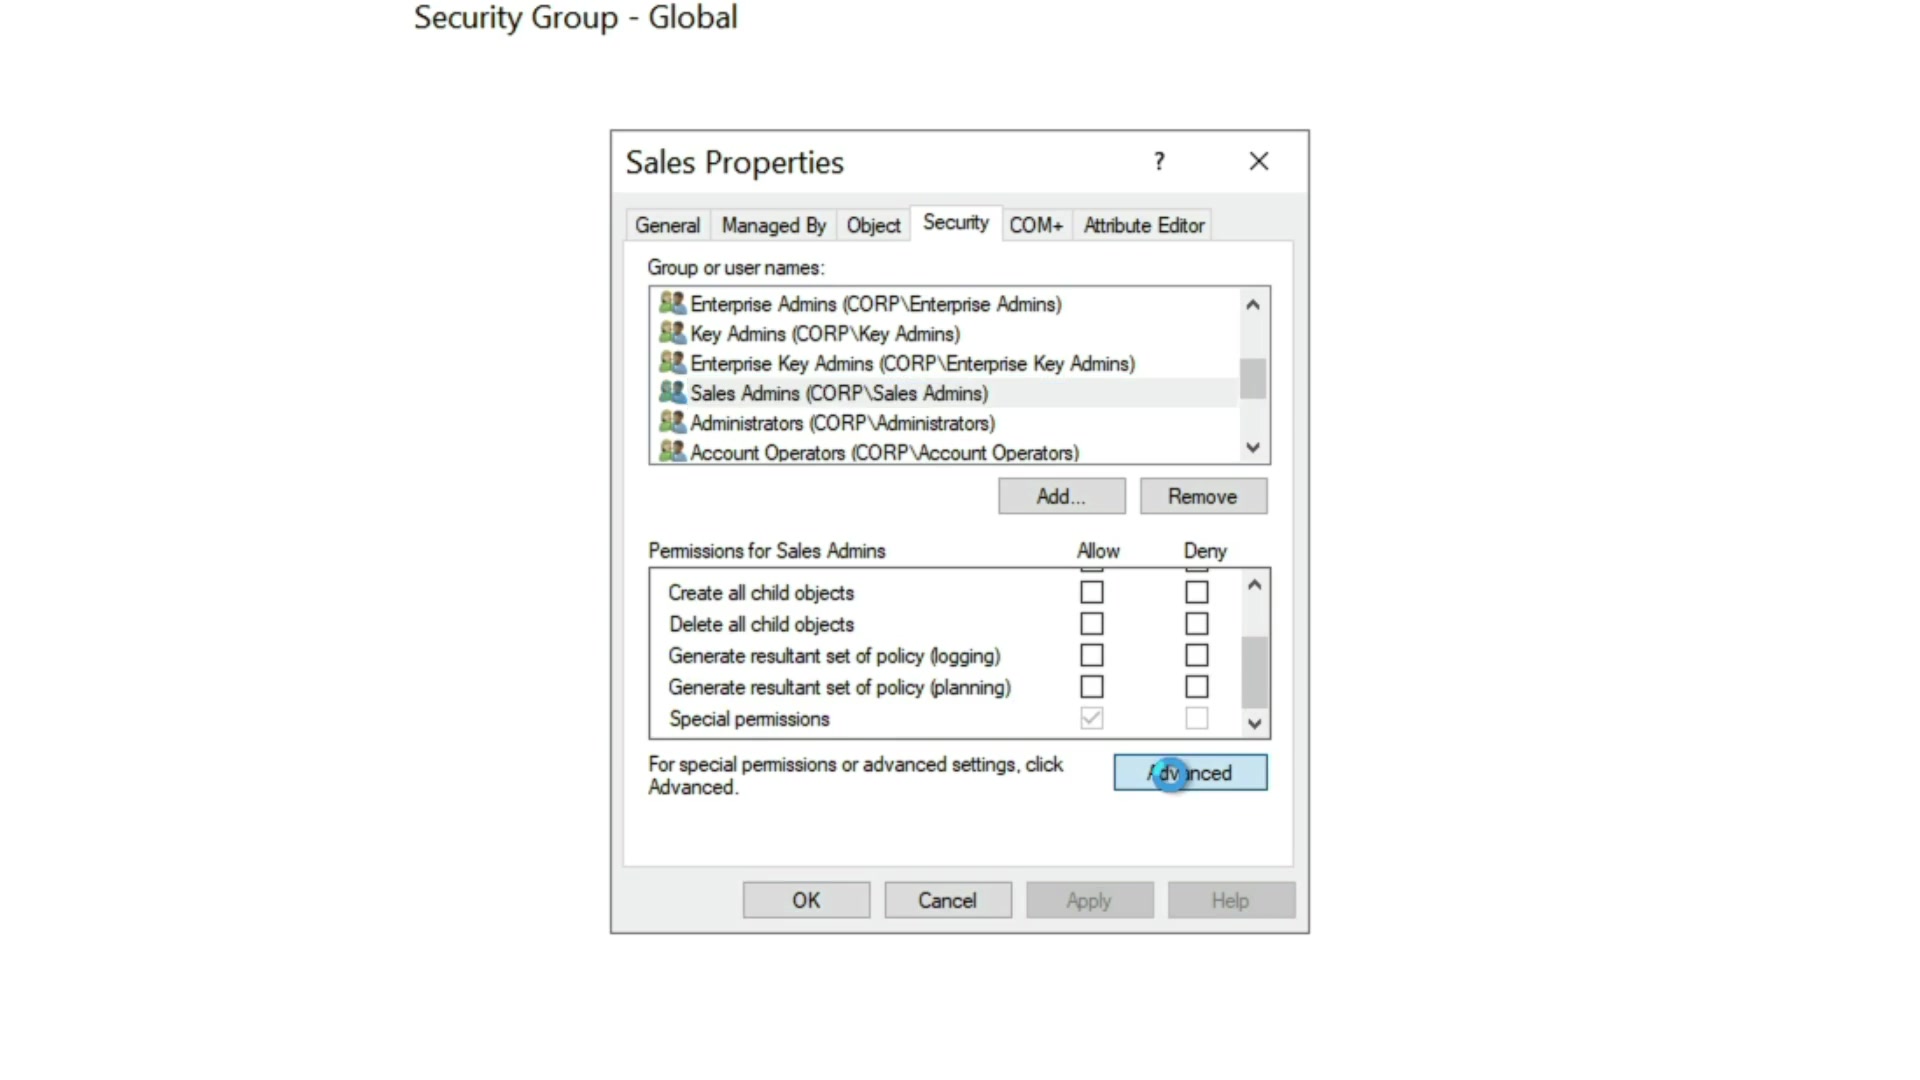 Security Group - Global
Sales Properties
?
General Managed By Object Security COM+ Attribute Editor
Group or user names:
Enterprise Admins (CORP\Enterprise Admins)
Key Admins (CORP\Key Admins)
Enterprise Key Admins (CORP\Enterprise Key Admins)
Sales Admins (CORP\Sales Admins)
Administrators (CORP\Administrators)
Account Operators (CORP\Account Operators)
Add... Remove
Permissions for Sales Admins Allow Deny
Create all child objects
Delete all child objects
Generate resultant set of policy (logging)
Generate resultant set of policy (planning)
Special permissions
For special permissions or advanced settings, click
Advanced.
Advanced
OK Cancel Apply Help